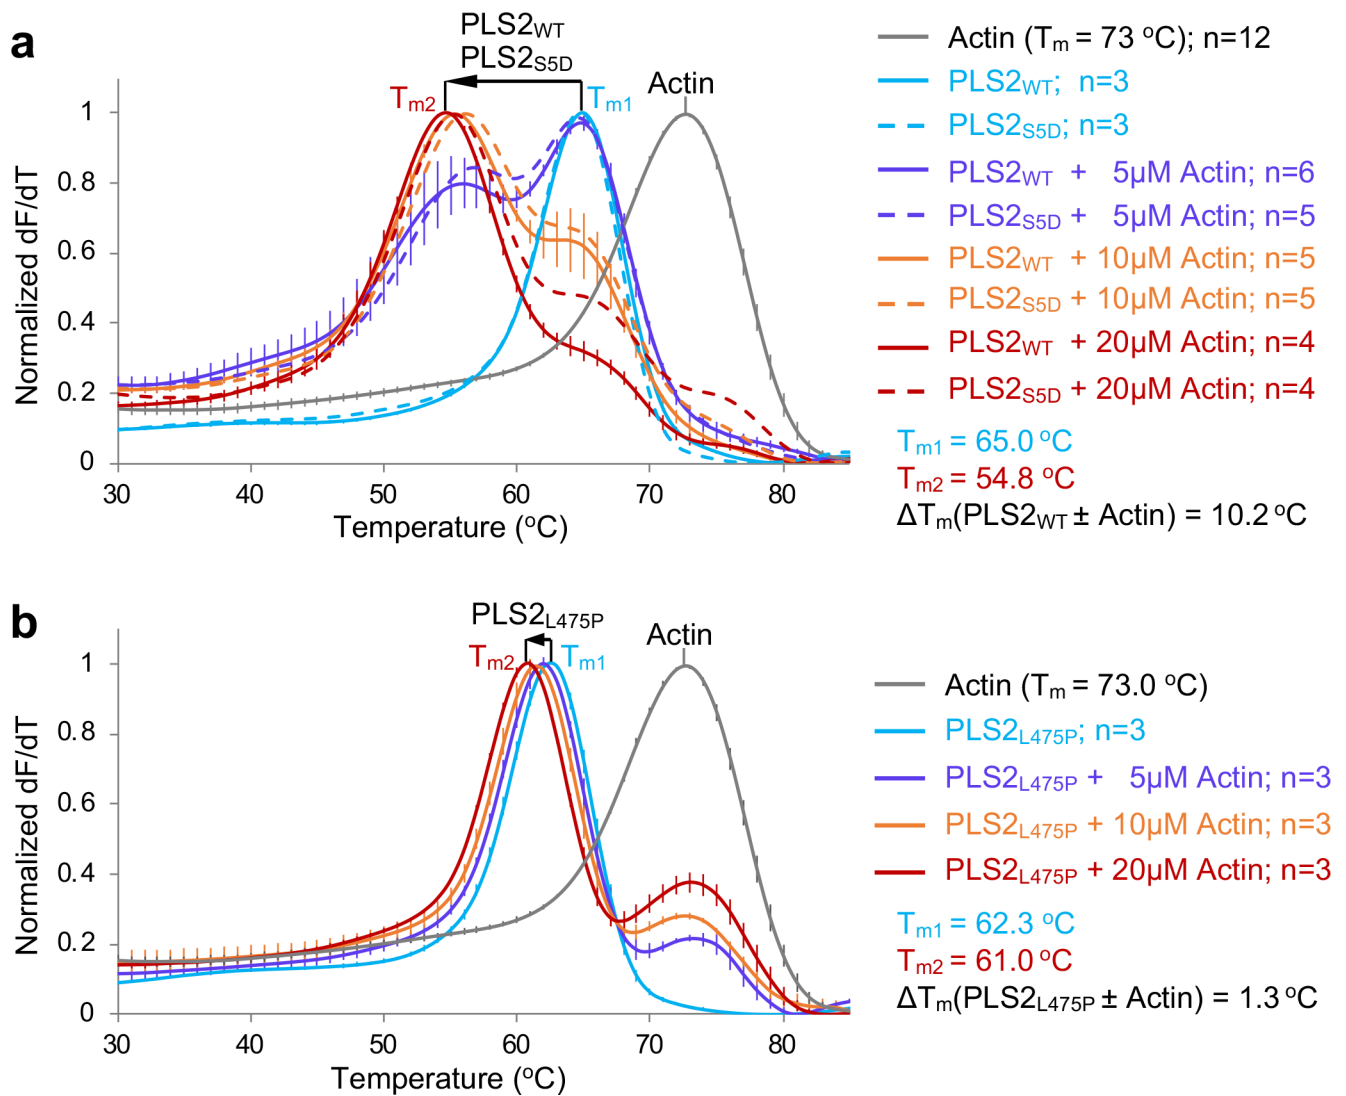 a
PLS2WT
PLS2S5D
Tm2
Tm1
Actin
Normalized dF/dT
1
0.8
0.6
0.4
0.2
0
30
40
50
60
70
80
Temperature (oC)
Actin (Tm = 73 oC); n=12
PLS2WT; n=3
PLS2S5D; n=3
PLS2WT + 5µM Actin; n=6
PLS2S5D + 5µM Actin; n=5
PLS2WT + 10µM Actin; n=5
PLS2S5D + 10µM Actin; n=5
PLS2WT + 20µM Actin; n=4
PLS2S5D + 20µM Actin; n=4
Tm1 = 65.0 oC
Tm2 = 54.8 oC
ΔTm(PLS2WT ± Actin) = 10.2 oC
b
PLS2L475P
Tm2
Tm1
Actin
Normalized dF/dT
1
0.8
0.6
0.4
0.2
0
30
40
50
60
70
80
Temperature (oC)
Actin (Tm = 73.0 oC)
PLS2L475P; n=3
PLS2L475P + 5µM Actin; n=3
PLS2L475P + 10µM Actin; n=3
PLS2L475P + 20µM Actin; n=3
Tm1 = 62.3 oC
Tm2 = 61.0 oC
ΔTm(PLS2L475P ± Actin) = 1.3 oC